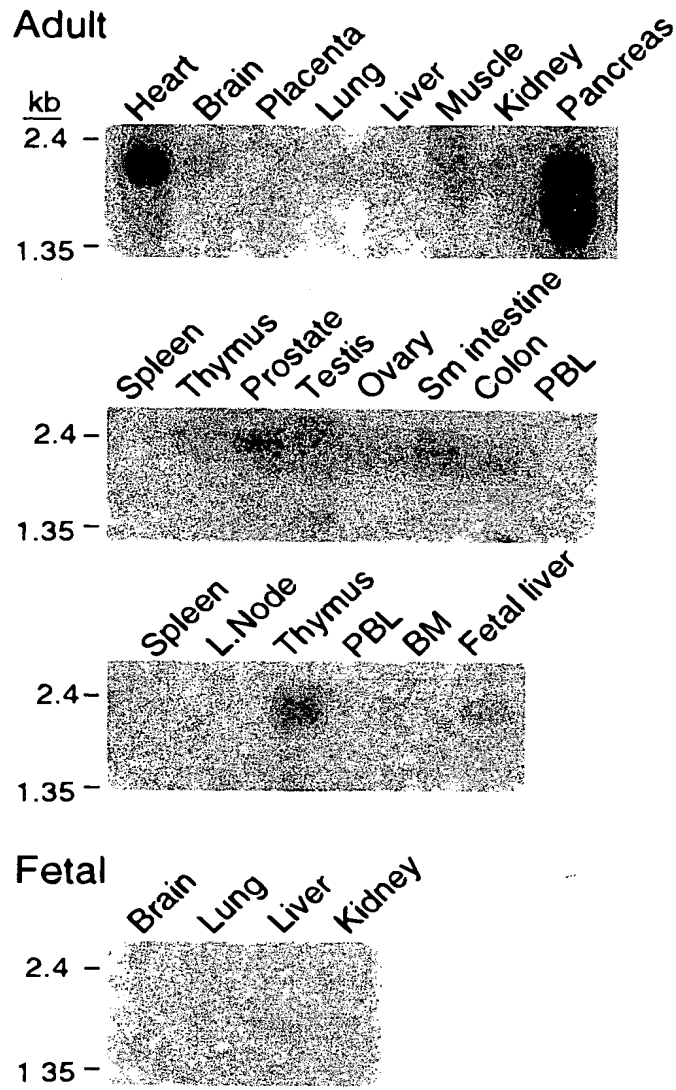 Adult
kb
Heart Brain Placenta Lung Liver Muscle Kidney Pancreas
2.4
1.35
Spleen Thymus Prostate Testis Ovary Sm intestine Colon PBL
2.4
1.35
Spleen L.Node Thymus PBL BM Fetal liver
2.4
1.35
Fetal
Brain Lung Liver Kidney
2.4
1 35